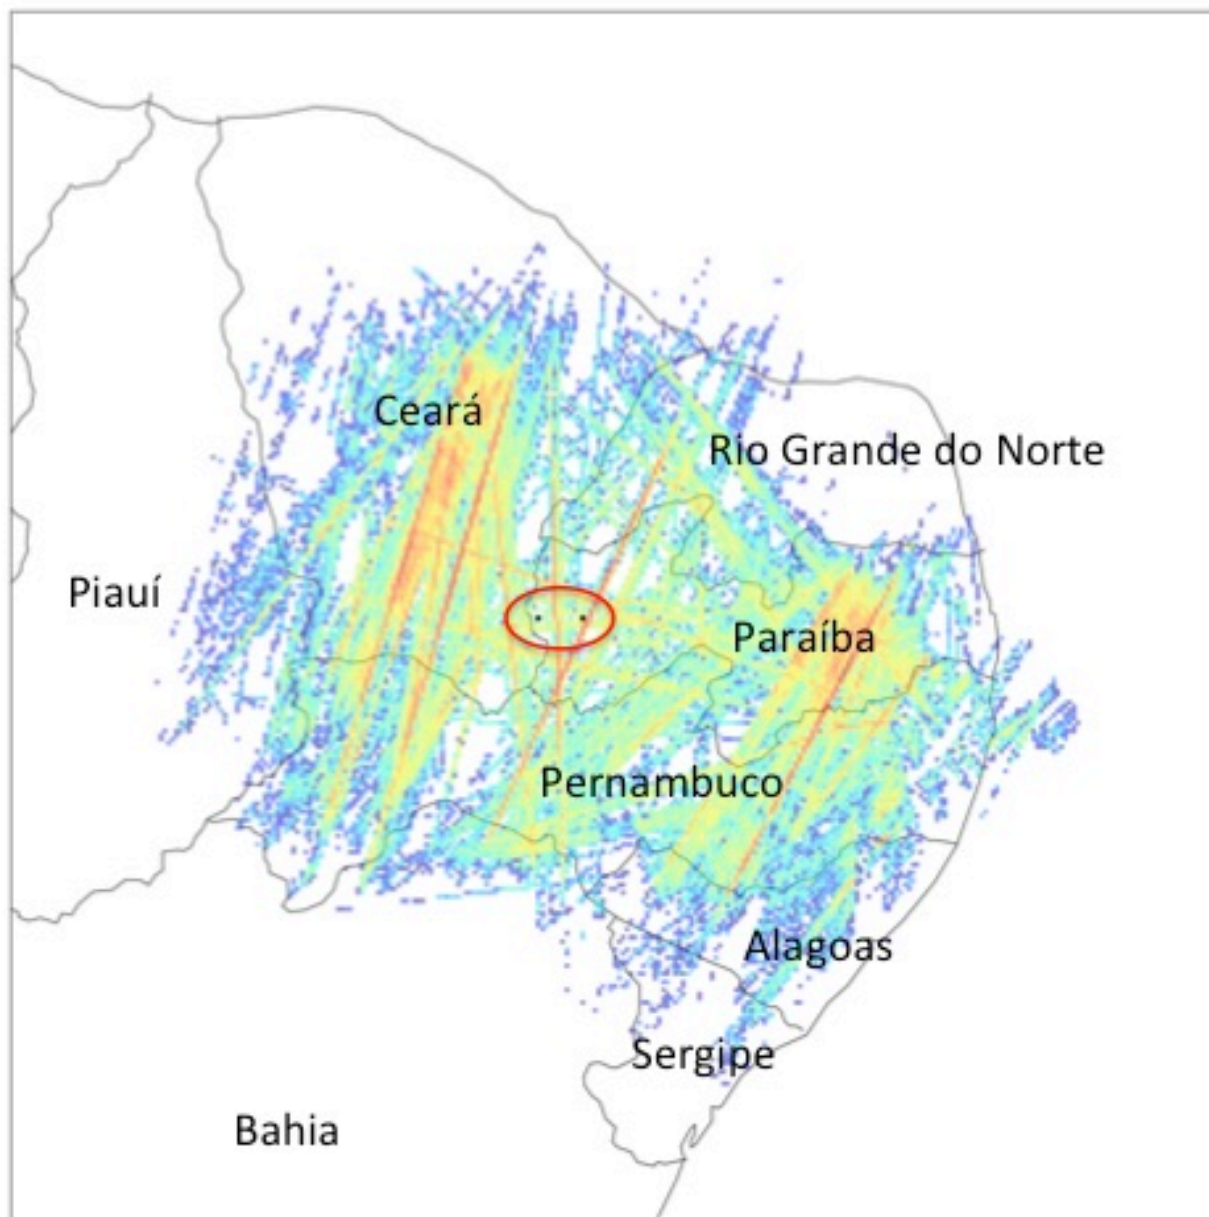 Ceará
Rio Grande do Norte
Piauí
Paraíba
Pernambuco
Alagoas
Sergipe
Bahia